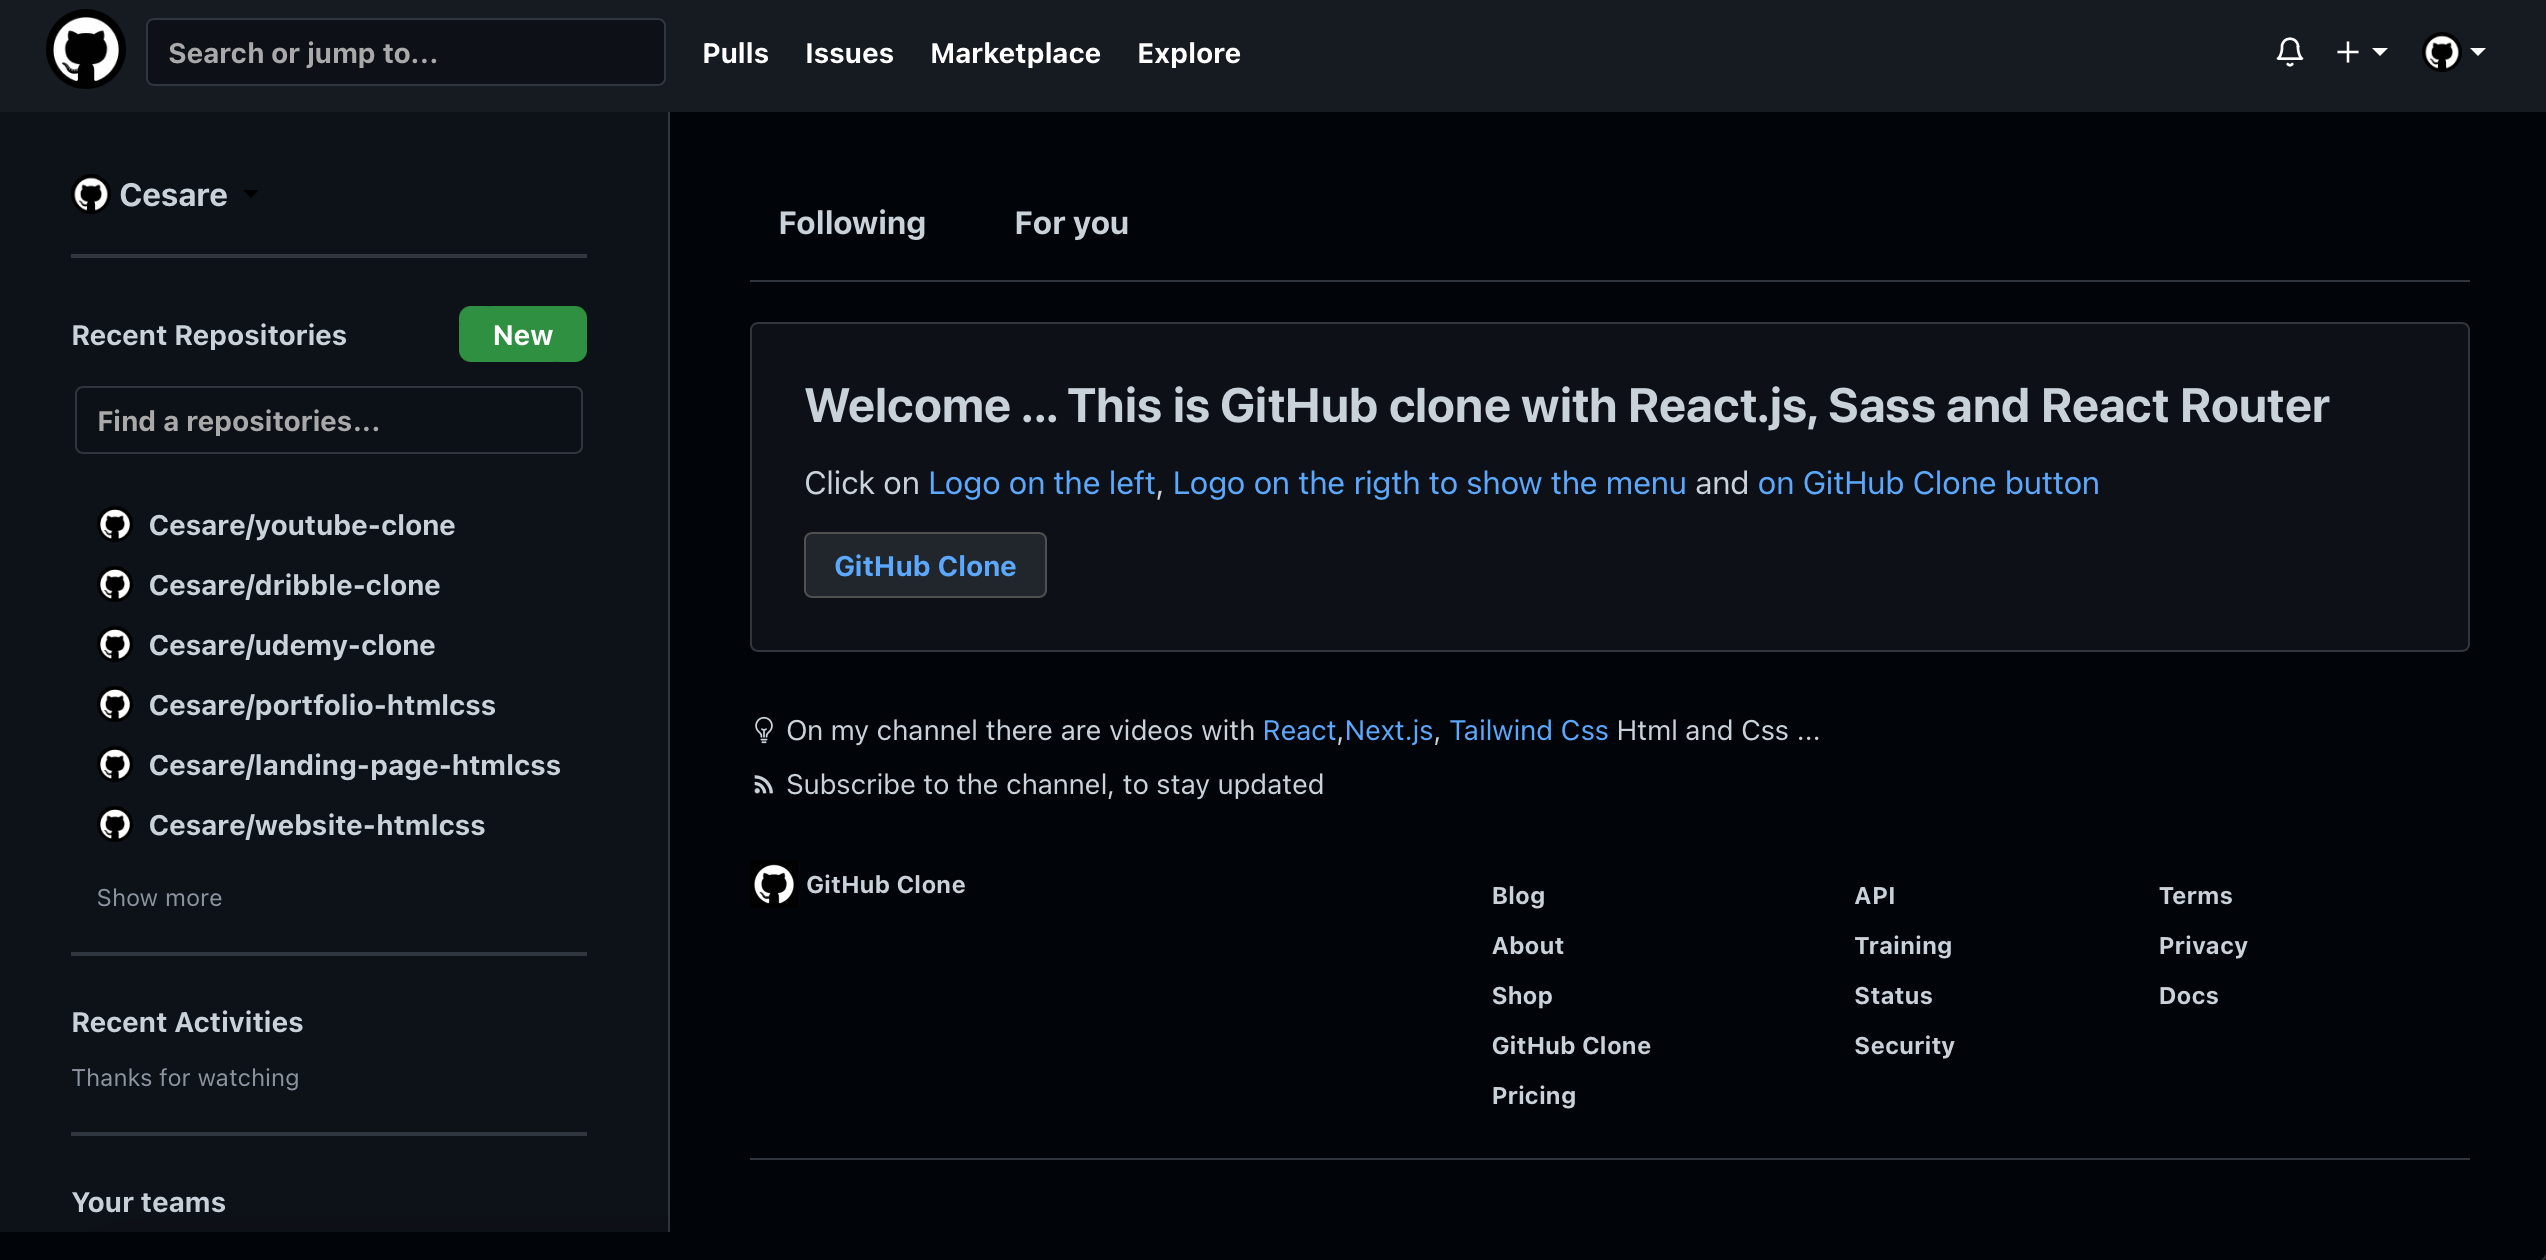 Search or jump to...
Pulls
Issues
Marketplace
Explore
Cesare
Recent Repositories
New
Find a repositories...
Cesare/youtube-clone
Cesare/dribble-clone
Cesare/udemy-clone
Cesare/portfolio-htmlcss
Cesare/landing-page-htmlcss
Cesare/website-htmlcss
Show more
Recent Activities
Thanks for watching
Your teams
Following
For you
Welcome ... This is GitHub clone with React.js, Sass and React Router
Click on Logo on the left, Logo on the rigth to show the menu and on GitHub Clone button
GitHub Clone
On my channel there are videos with React,Next.js, Tailwind Css Html and Css ...
Subscribe to the channel, to stay updated
GitHub Clone
Blog
About
Shop
GitHub Clone
Pricing
API
Training
Status
Security
Terms
Privacy
Docs